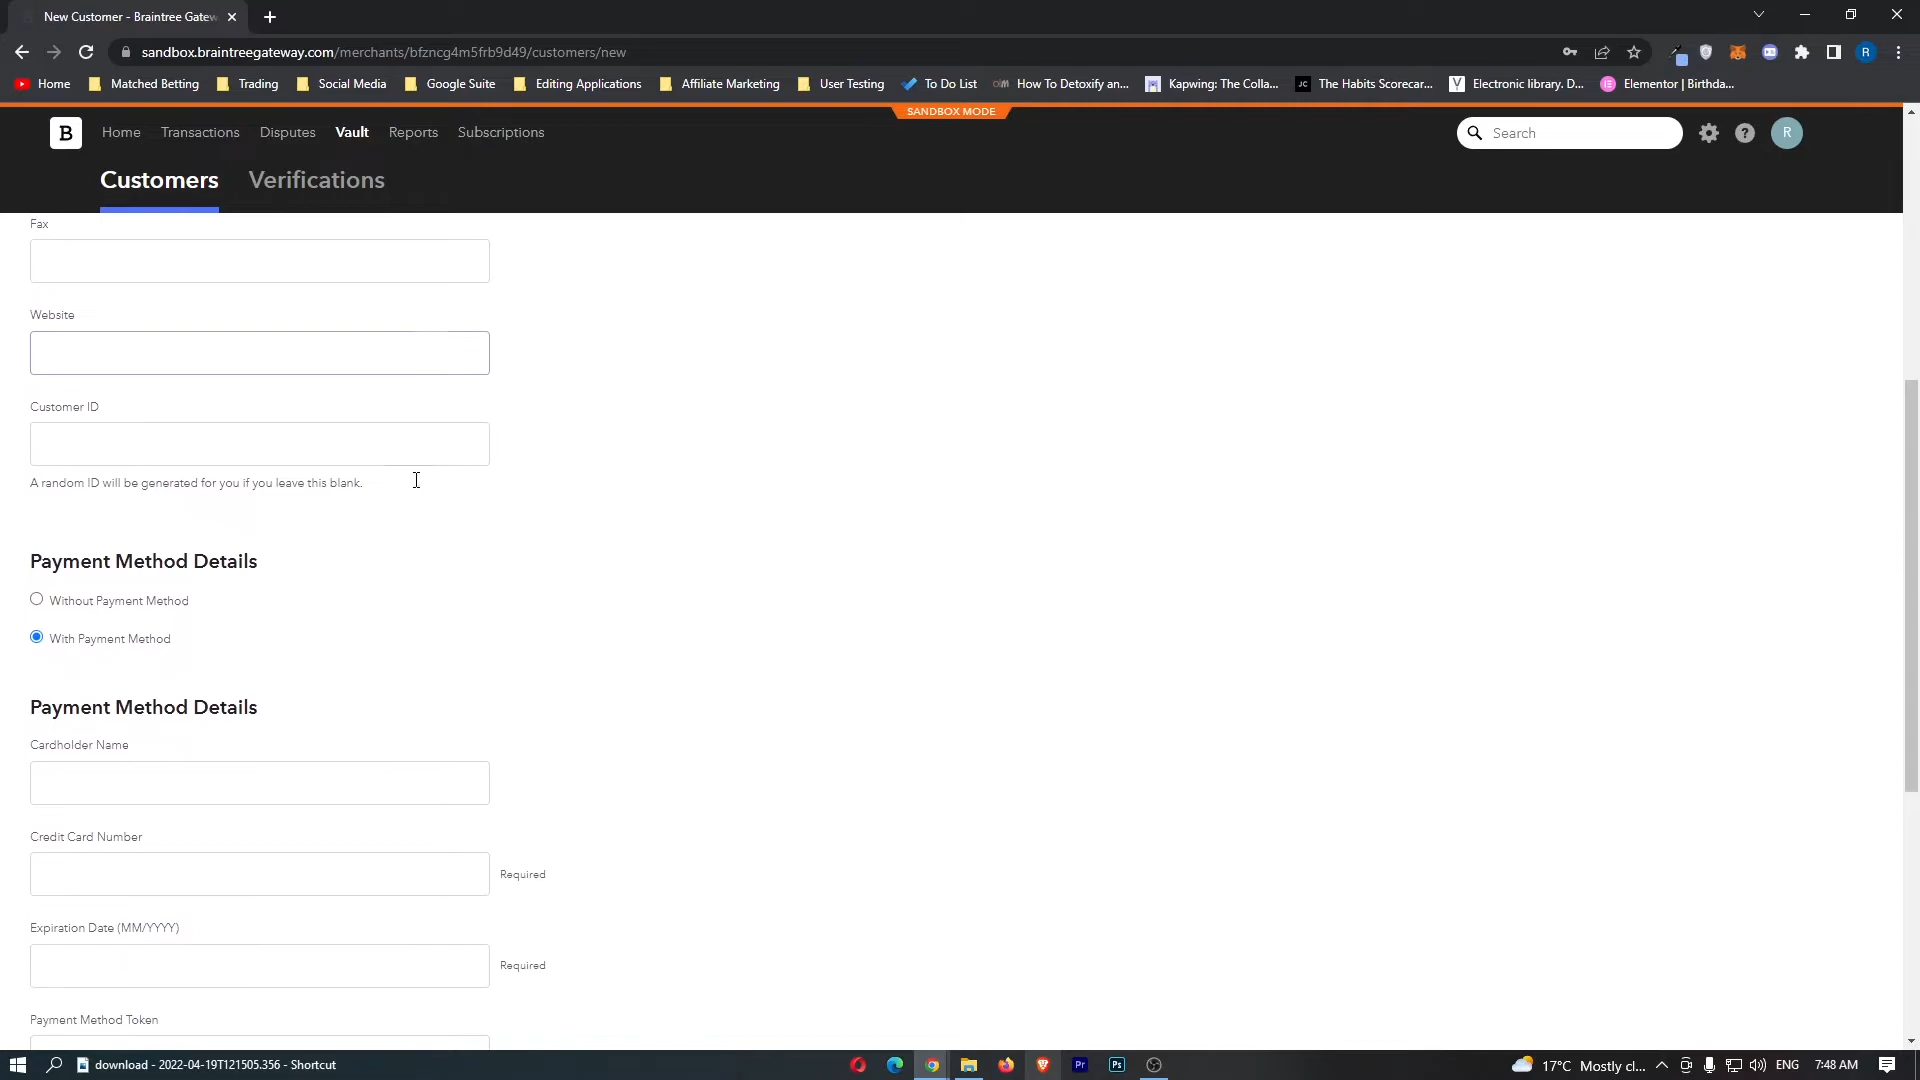 New Customer - Braintree Gatew
sandbox.braintreegateway.com/merchants/bfzncg4m5frb9d49/customers/new
R
Home
Matched Betting
Trading
Social Media
Google Suite
Editing Applications
Affiliate Marketing
User Testing
To Do List
How To Detoxify an...
Kapwing: The Colla...
JC
The Habits Scorecar...
Electronic library. D...
Elementor | Birthda...
SANDBOX MODE
B
Home
Transactions
Disputes
Vault
Reports
Subscriptions
Search
?
R
Customers
Verifications
Fax
Website
Customer ID
A random ID will be generated for you if you leave this blank.
Payment Method Details
Without Payment Method
With Payment Method
Payment Method Details
Cardholder Name
Credit Card Number
Required
Expiration Date (MM/YYYY)
Required
Payment Method Token
download - 2022-04-19T121505.356 - Shortcut
Pr
Ps
17°C Mostly cl...
ENG
7:48 AM